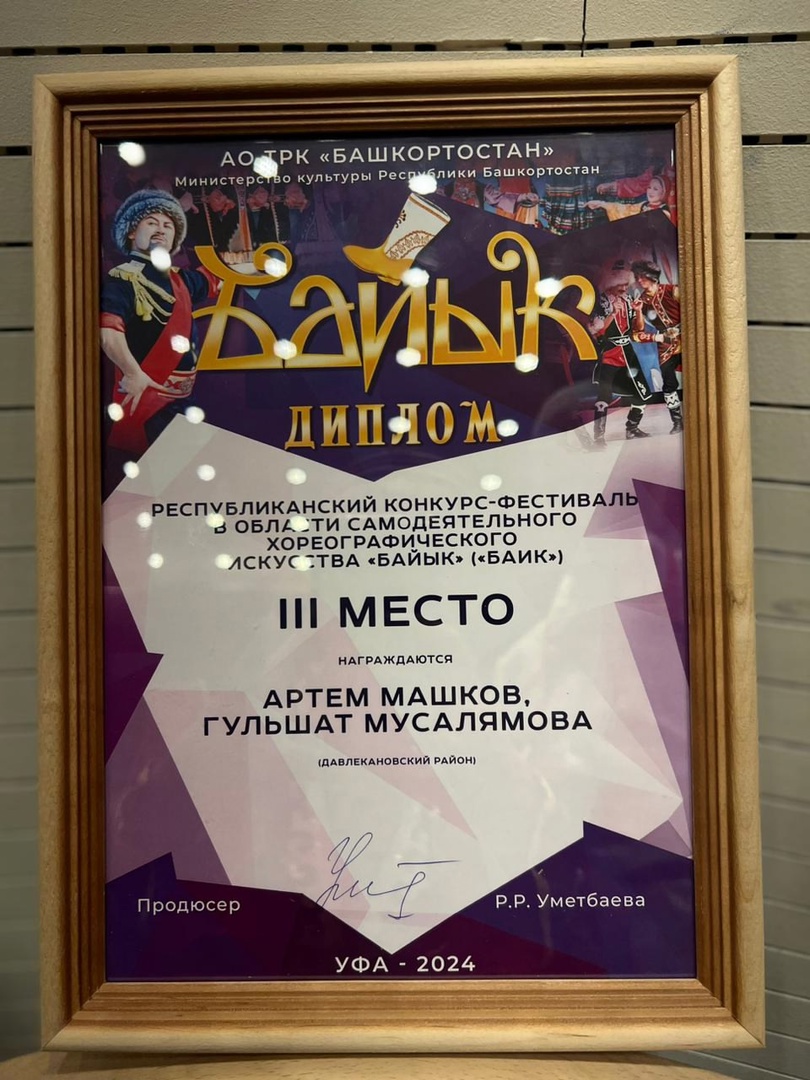 АО ТРК «БАШКОРТОСТАН»
Министерство культуры Республики Башкортостан
Байык
ДИПЛОМ
РЕСПУБЛИКАНСКИЙ КОНКУРС-ФЕСТИВАЛЬ
В ОБЛАСТИ САМОДЕЯТЕЛЬНОГО
ХОРЕОГРАФИЧЕСКОГО
ИСКУССТВА «БАЙЫК» («БАИК»)
III МЕСТО
НАГРАЖДАЮТСЯ
АРТЕМ МАШКОВ,
ГУЛЬШАТ МУСАЛЯМОВА
(ДАВЛЕКАНОВСКИЙ РАЙОН)
Продюсер
Р.Р. Уметбаева
УФА - 2024